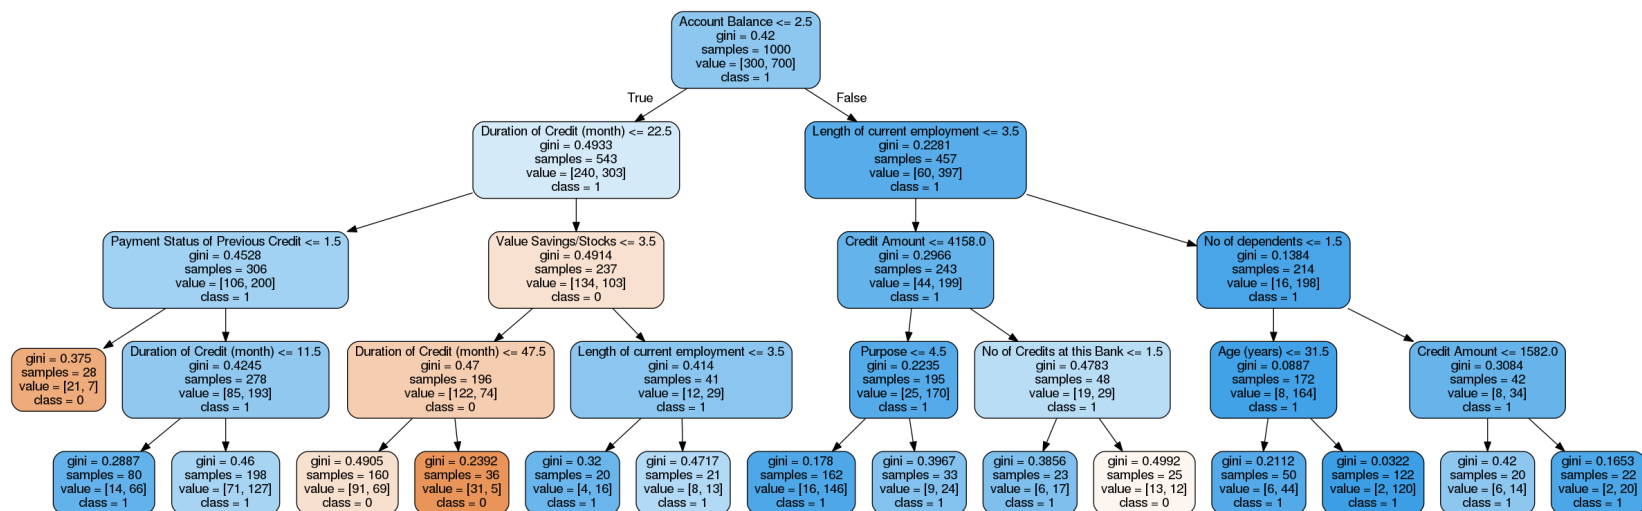 Account Balance <= 2.5
gini = 0.42
samples = 1000
value = [300, 700]
class = 1
True
False
Duration of Credit (month) <= 22.5
gini = 0.4933
samples = 543
value = [240, 303]
class = 1
Length of current employment <= 3.5
gini = 0.2281
samples = 457
value = [60, 397]
class = 1
Payment Status of Previous Credit <= 1.5
gini = 0.4528
samples = 306
value = [106, 200]
class = 1
Value Savings/Stocks <= 3.5
gini = 0.4914
samples = 237
value = [134, 103]
class = 0
Credit Amount <= 4158.0
gini = 0.2966
samples = 243
value = [44, 199]
class = 1
No of dependents <= 1.5
gini = 0.1384
samples = 214
value = [16, 198]
class = 1
gini = 0.375
samples = 28
value = [21, 7]
class = 0
Duration of Credit (month) <= 11.5
gini = 0.4245
samples = 278
value = [85, 193]
class = 1
Duration of Credit (month) <= 47.5
gini = 0.47
samples = 196
value = [122, 74]
class = 0
Length of current employment <= 3.5
gini = 0.414
samples = 41
value = [12, 29]
class = 1
Purpose <= 4.5
gini = 0.2235
samples = 195
value = [25, 170]
class = 1
No of Credits at this Bank <= 1.5
gini = 0.4783
samples = 48
value = [19, 29]
class = 1
Age (years) <= 31.5
gini = 0.0887
samples = 172
value = [8, 164]
class = 1
Credit Amount <= 1582.0
gini = 0.3084
samples = 42
value = [8, 34]
class = 1
gini = 0.2887
samples = 80
value = [14, 66]
class = 1
gini = 0.46
samples = 198
value = [71, 127]
class = 1
gini = 0.4905
samples = 160
value = [91, 69]
class = 0
gini = 0.2392
samples = 36
value = [31, 5]
class = 0
gini = 0.32
samples = 20
value = [4, 16]
class = 1
gini = 0.4717
samples = 21
value = [8, 13]
class = 1
gini = 0.178
samples = 162
value = [16, 146]
class = 1
gini = 0.3967
samples = 33
value = [9, 24]
class = 1
gini = 0.3856
samples = 23
value = [6, 17]
class = 1
gini = 0.4992
samples = 25
value = [13, 12]
class = 0
gini = 0.2112
samples = 50
value = [6, 44]
class = 1
gini = 0.0322
samples = 122
value = [2, 120]
class = 1
gini = 0.42
samples = 20
value = [6, 14]
class = 1
gini = 0.1653
samples = 22
value = [2, 20]
class = 1